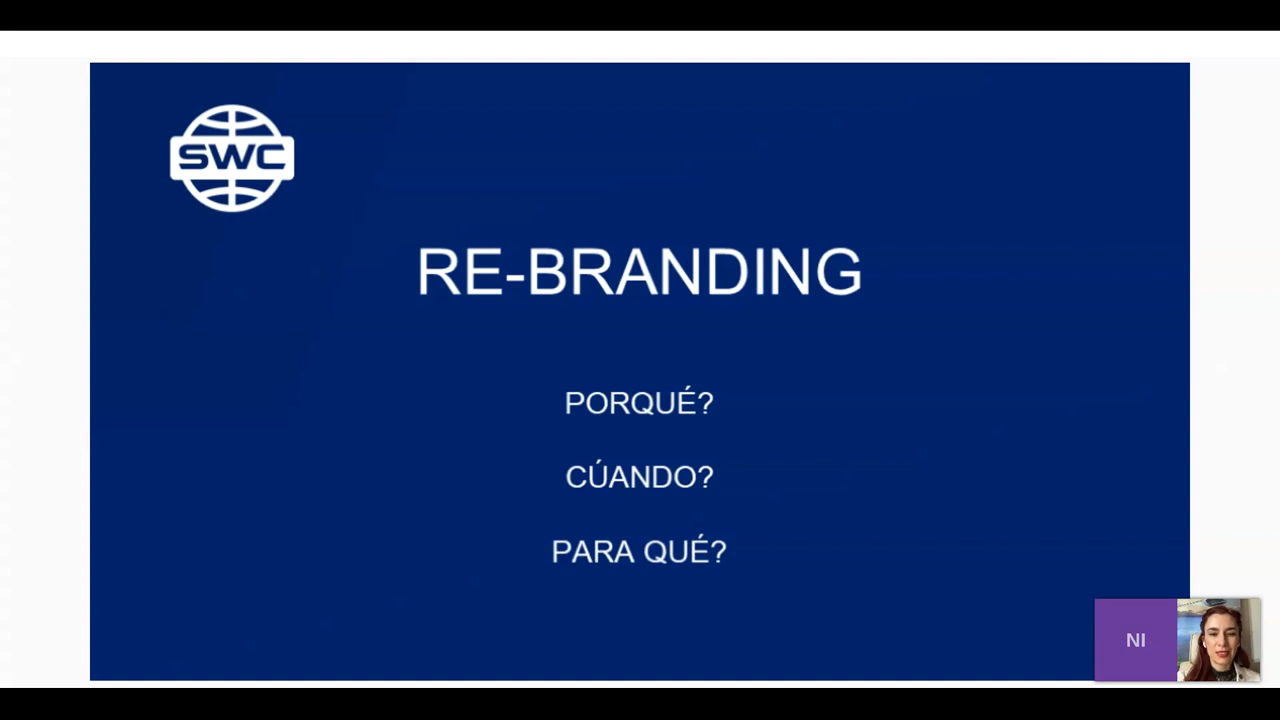 SWC
RE-BRANDING
PORQUÉ?
CÚANDO?
PARA QUÉ?
NI